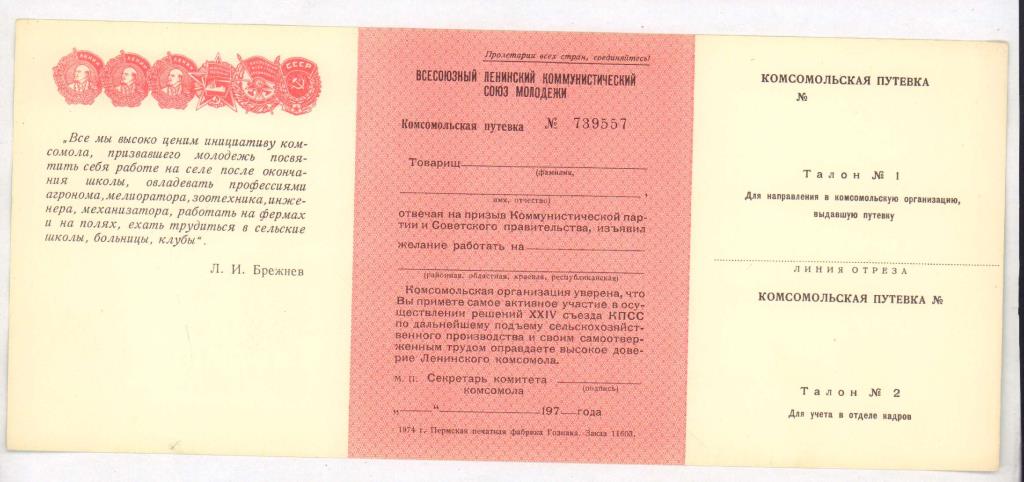 „Все мы высоко ценим инициативу ком-
сомола, призвавшего молодежь посвя-
тить себя работе на селе после оконча-
ния школы, овладевать профессиями
агронома, мелиоратора, зоотехника, инже-
нера, механизатора, работать на фермах
и на полях, ехать трудиться в сельские
школы, больницы, клубы".
Л. И. Брежнев
Пролетарии всех стран, соединяйтесь!
ВСЕСОЮЗНЫЙ ЛЕНИНСКИЙ КОММУНИСТИЧЕСКИЙ
СОЮЗ МОЛОДЕЖИ
Комсомольская путевка № 739557
Товарищ
(фамилия,
имя, отчество)
отвечая на призыв Коммунистической пар-
тии и Советского правительства, изъявил
желание работать на
(районная, областная, краевая, республиканская)
Комсомольская организация уверена, что
Вы примете самое активное участие в осу-
ществлении решений XXIV съезда КПСС
по дальнейшему подъему сельскохозяйст-
венного производства и своим самоотвер-
женным трудом оправдаете высокое дове-
рие Ленинского комсомола.
М. П. Секретарь комитета
комсомола
(подпись)
„ " 197 года
1974 г. Пермская печатная фабрика Гознака. Заказ 11603.
КОМСОМОЛЬСКАЯ ПУТЕВКА
№
Талон № 1
Для направления в комсомольскую организацию,
выдавшую путевку
ЛИНИЯ ОТРЕЗА
КОМСОМОЛЬСКАЯ ПУТЕВКА №
Талон № 2
Для учета в отделе кадров